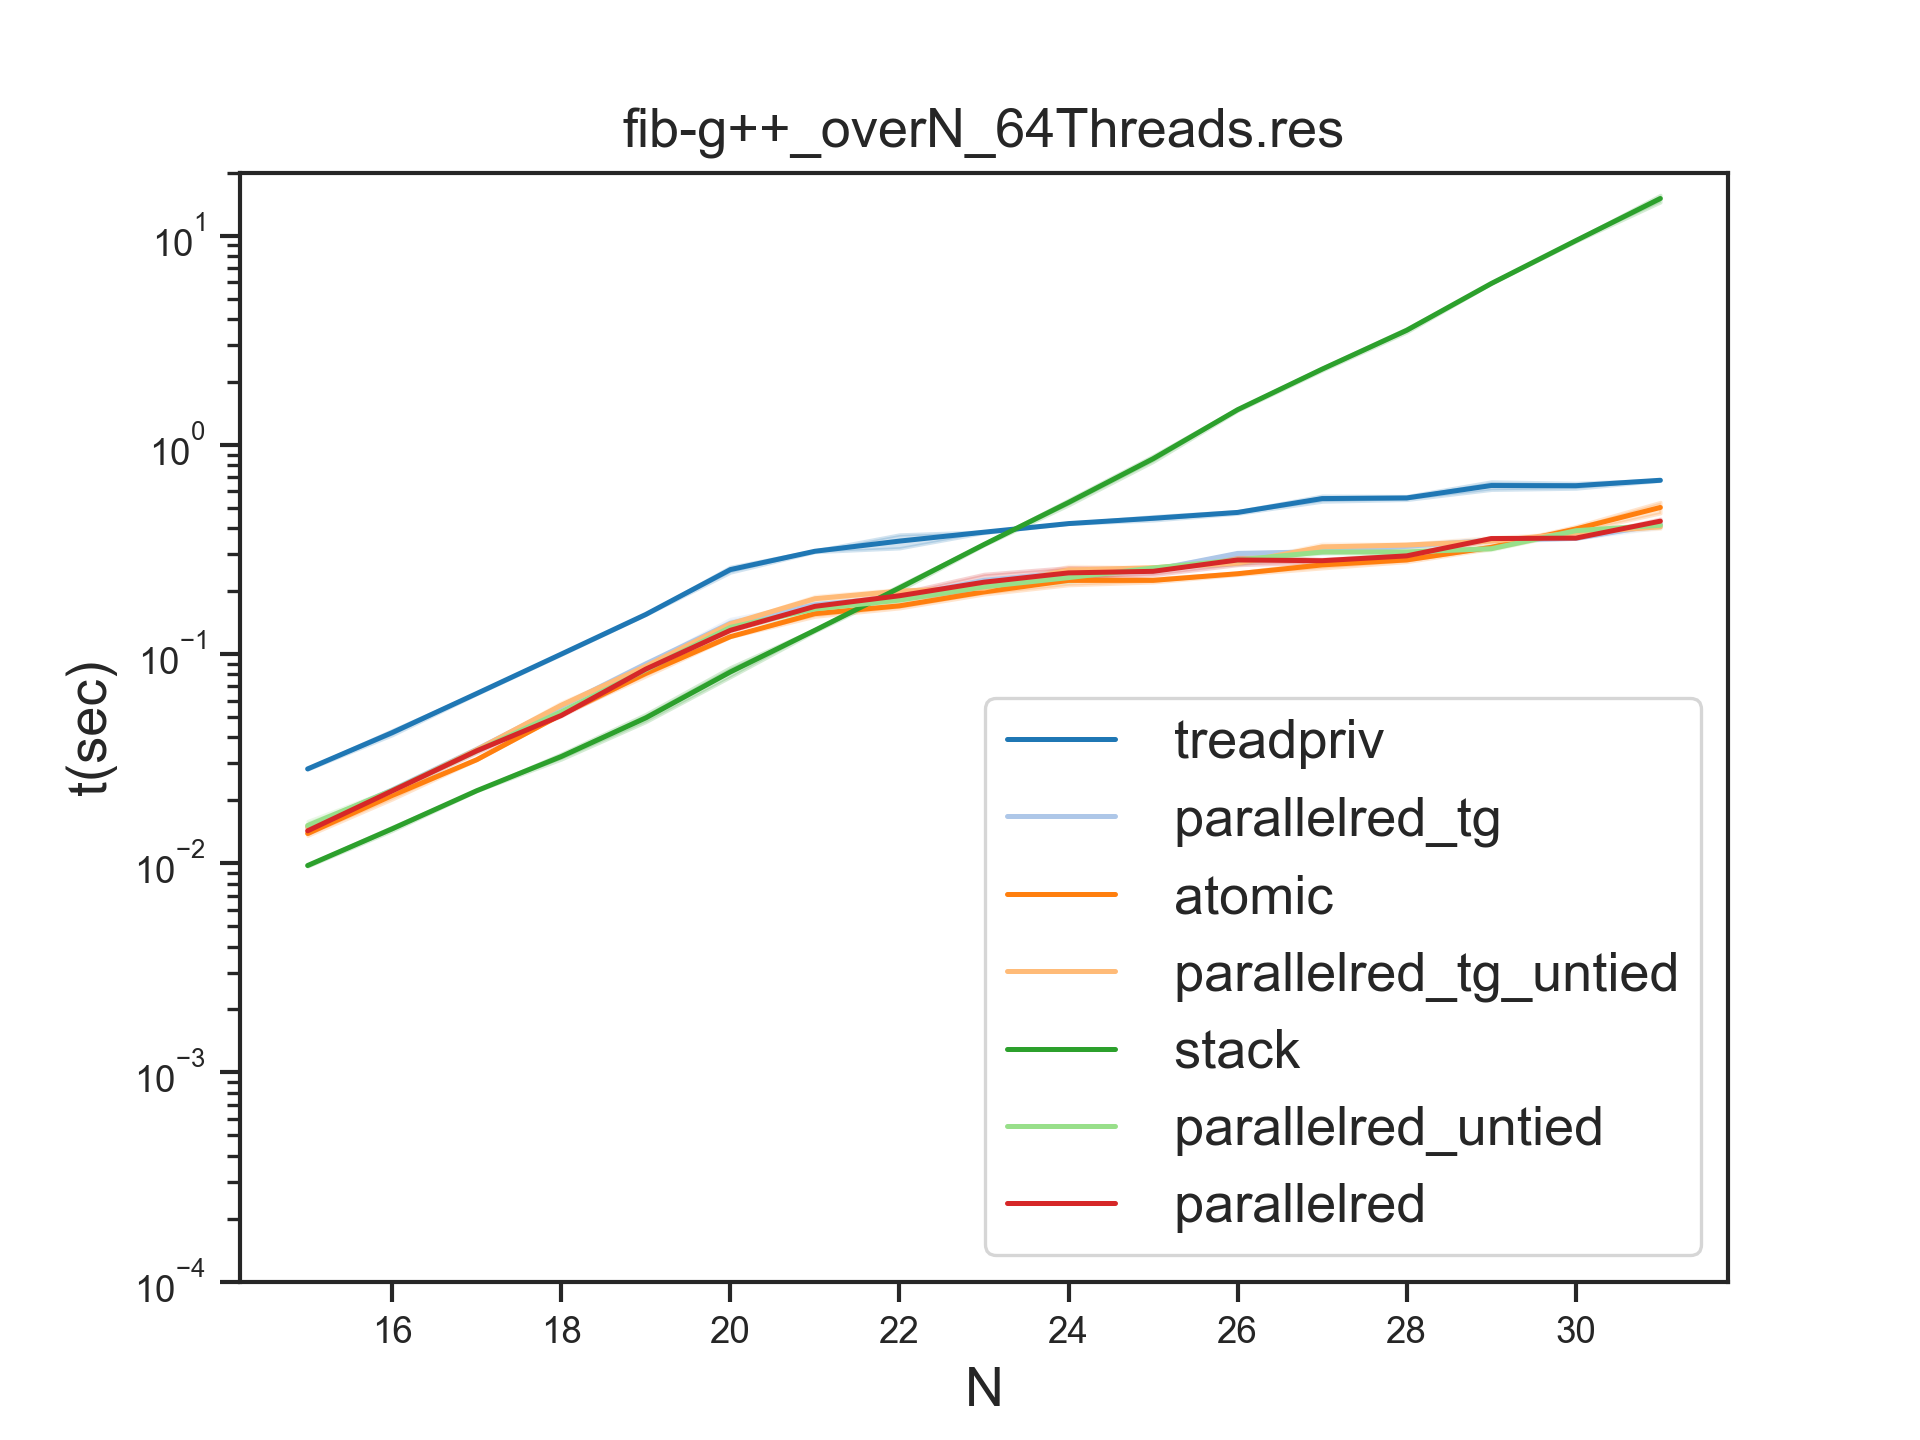 fib-g++_overN_64Threads.res
10^1
10^0
10^−1
10^−2
10^−3
10^−4
t(sec)
treadpriv
parallelred_tg
atomic
parallelred_tg_untied
stack
parallelred_untied
parallelred
16 18 20 22 24 26 28 30
N